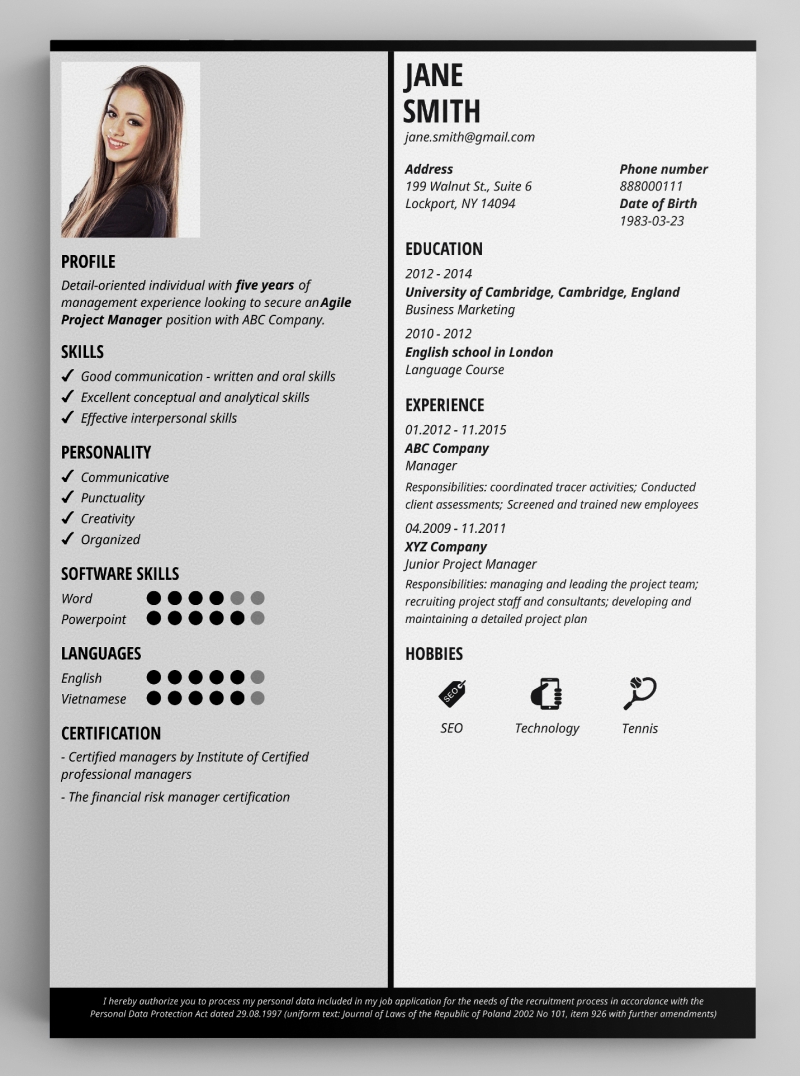 PROFILE
Detail-oriented individual with five years of
management experience looking to secure an Agile
Project Manager position with ABC Company.
SKILLS
Good communication - written and oral skills
Excellent conceptual and analytical skills
Effective interpersonal skills
PERSONALITY
Communicative
Punctuality
Creativity
Organized
SOFTWARE SKILLS
Word
Powerpoint
LANGUAGES
English
Vietnamese
CERTIFICATION
- Certified managers by Institute of Certified
professional managers
- The financial risk manager certification
JANE
SMITH
jane.smith@gmail.com
Address
199 Walnut St., Suite 6
Lockport, NY 14094
Phone number
888000111
Date of Birth
1983-03-23
EDUCATION
2012 - 2014
University of Cambridge, Cambridge, England
Business Marketing
2010 - 2012
English school in London
Language Course
EXPERIENCE
01.2012 - 11.2015
ABC Company
Manager
Responsibilities: coordinated tracer activities; Conducted
client assessments; Screened and trained new employees
04.2009 - 11.2011
XYZ Company
Junior Project Manager
Responsibilities: managing and leading the project team;
recruiting project staff and consultants; developing and
maintaining a detailed project plan
HOBBIES
SEO
SEO
Technology
Tennis
I hereby authorize you to process my personal data included in my job application for the needs of the recruitment process in accordance with the
Personal Data Protection Act dated 29.08.1997 (uniform text: Journal of Laws of the Republic of Poland 2002 No 101, item 926 with further amendments)